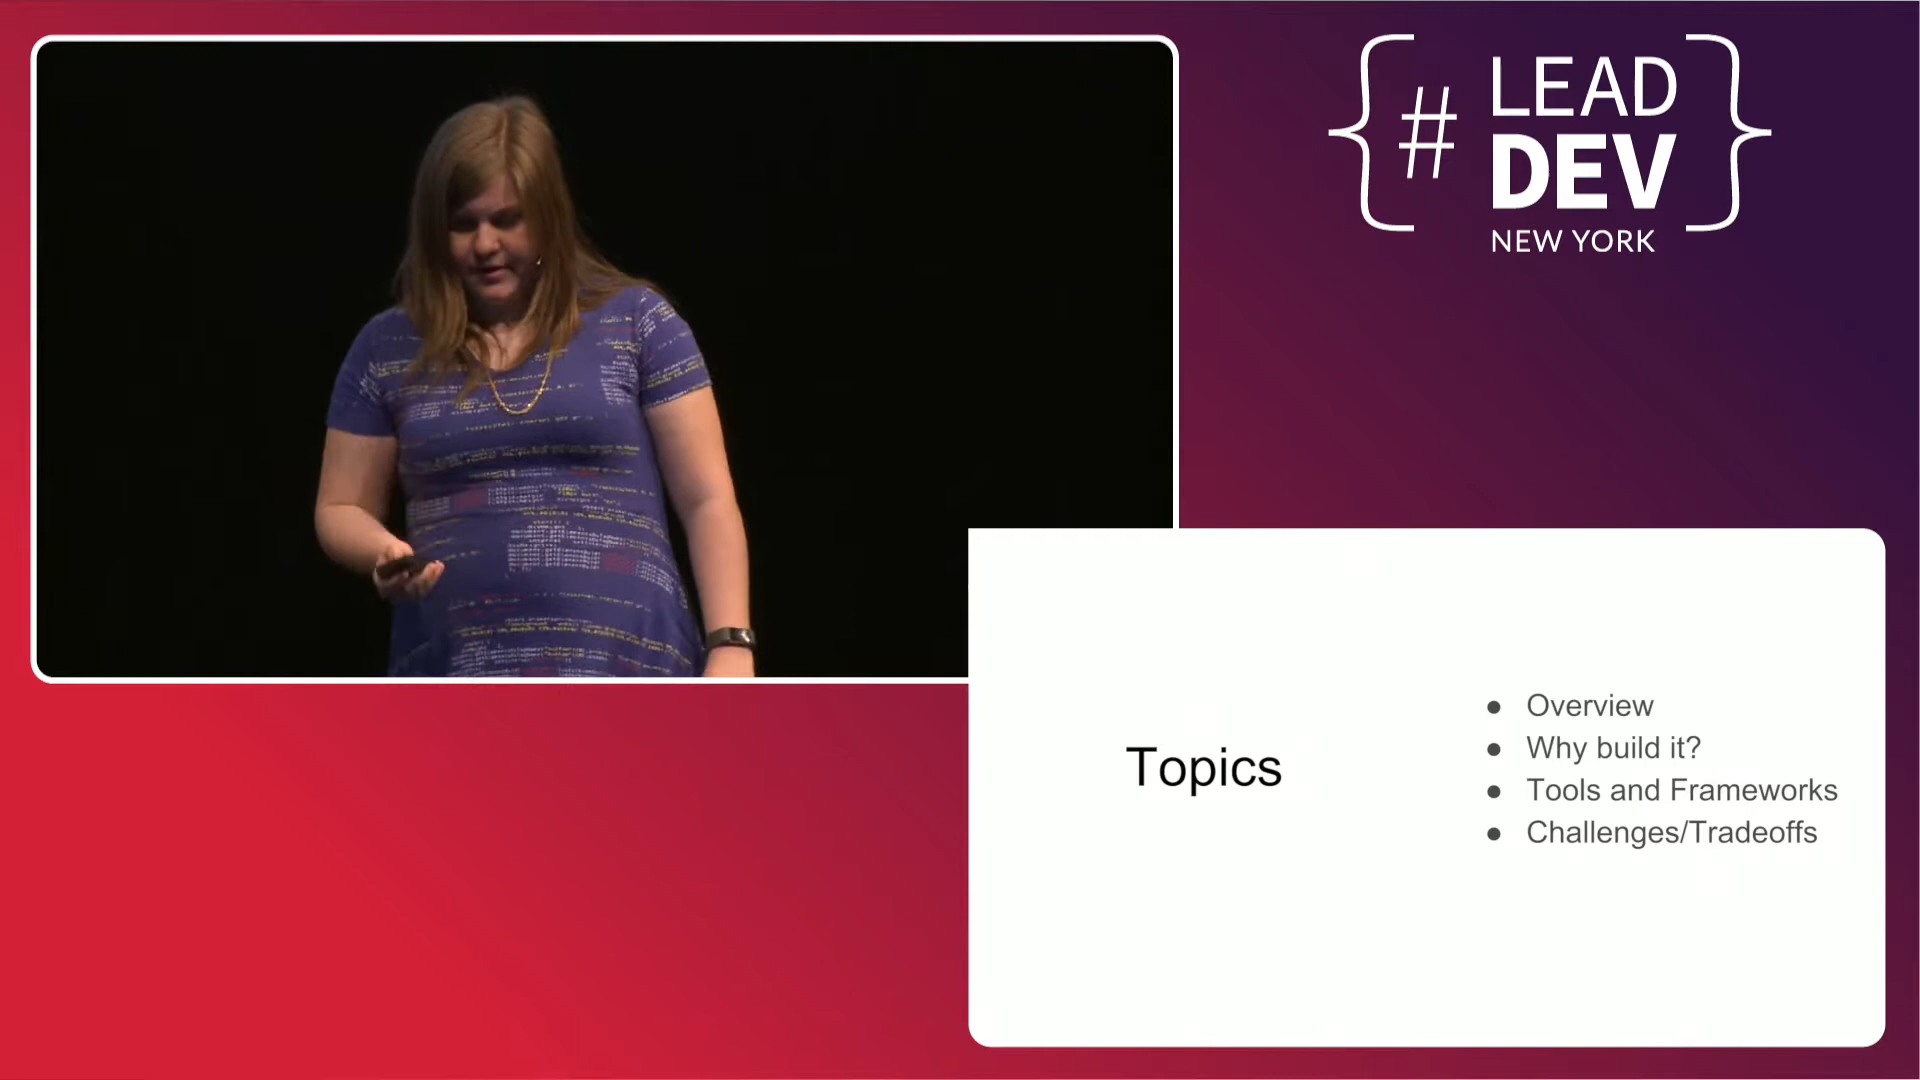 # LEAD
DEV
NEW YORK
Topics
● Overview
● Why build it?
● Tools and Frameworks
● Challenges/Tradeoffs